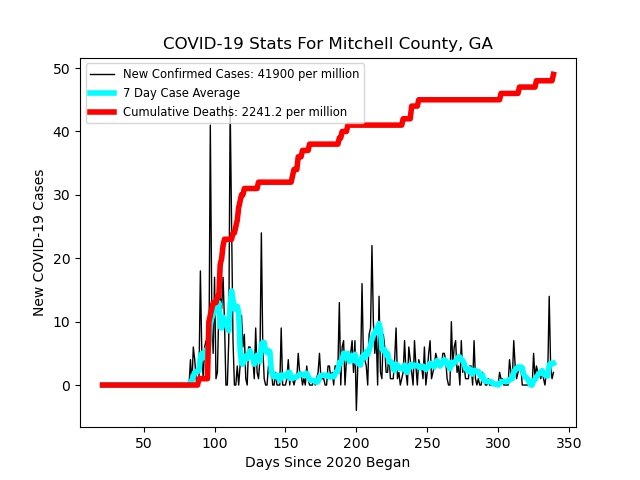 COVID-19 Stats For Mitchell County, GA
New Confirmed Cases: 41900 per million
7 Day Case Average
Cumulative Deaths: 2241.2 per million
New COVID-19 Cases
50
40
30
20
10
0
50 100 150 200 250 300 350
Days Since 2020 Began